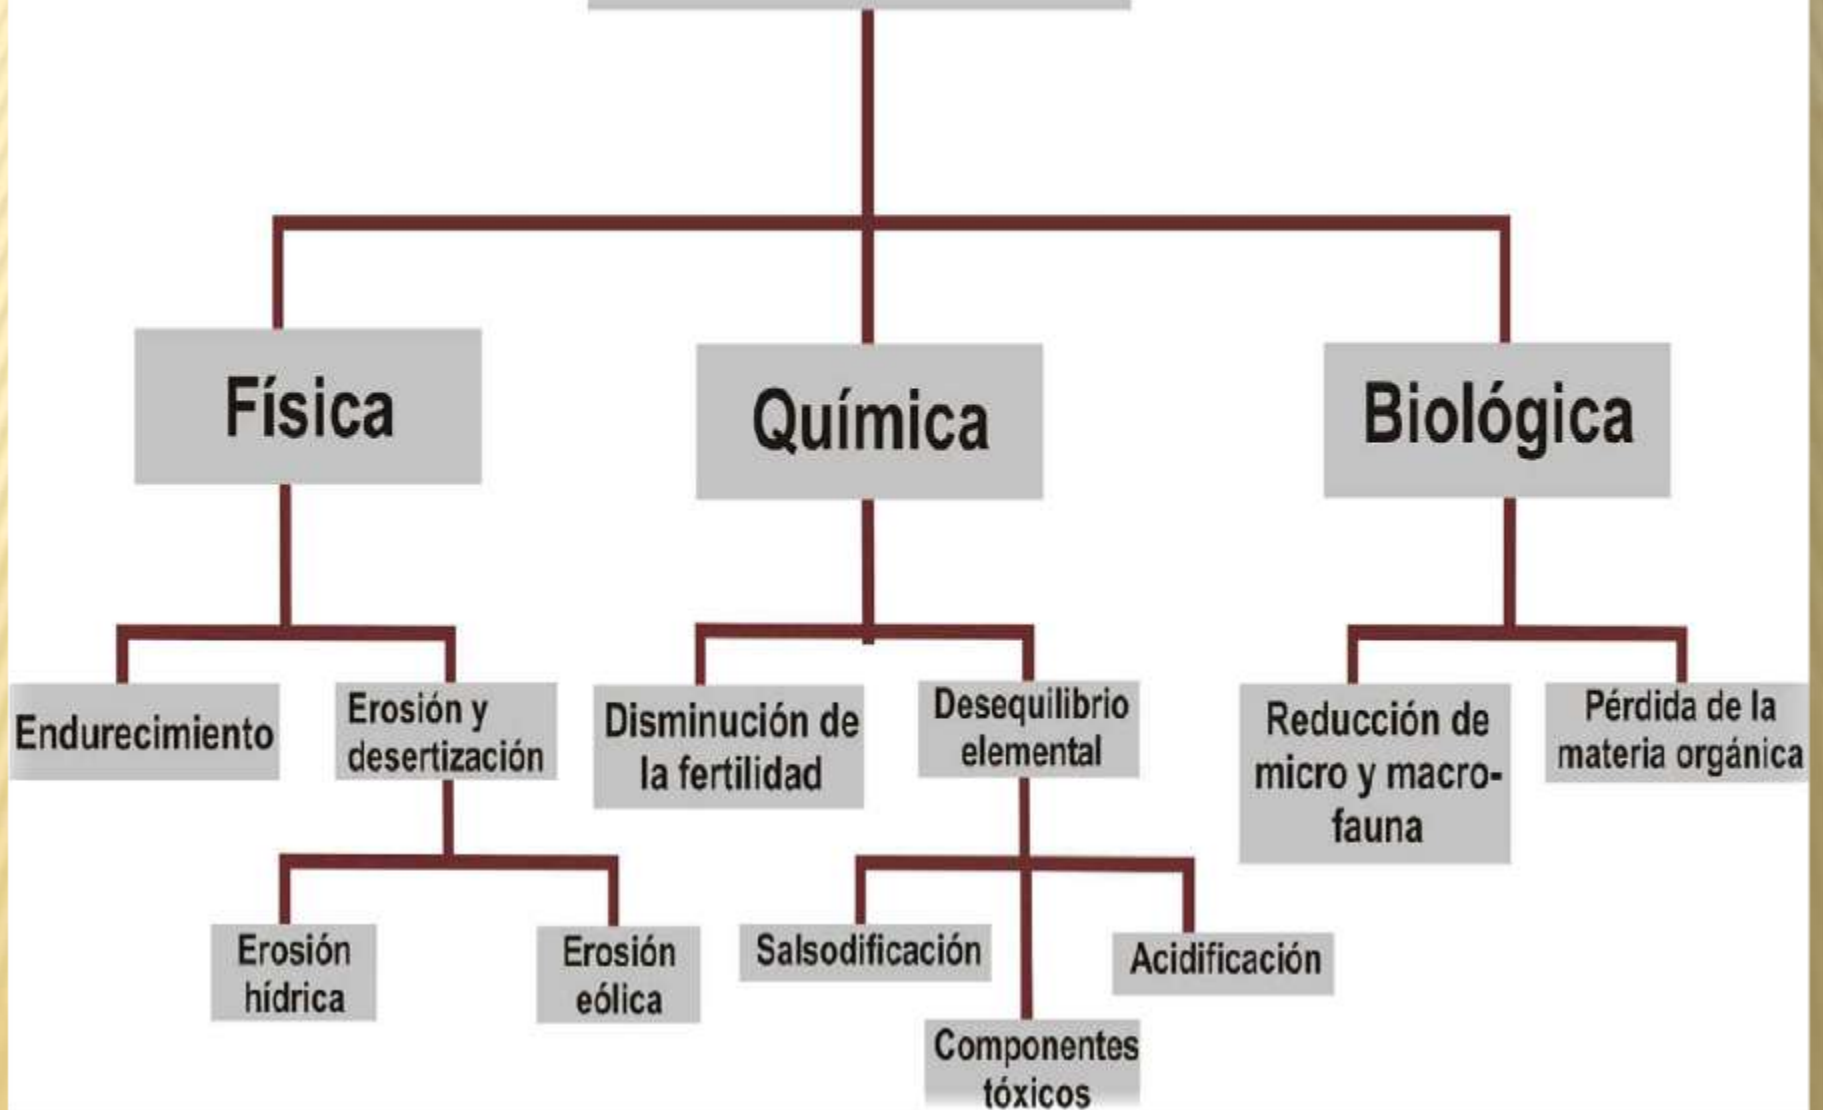 Física
Química
Biológica
Endurecimiento
Erosión y
desertización
Disminución de
la fertilidad
Desequilibrio
elemental
Reducción de
micro y macro-
fauna
Pérdida de la
materia orgánica
Erosión
hídrica
Erosión
eólica
Salsodificación
Componentes
tóxicos
Acidificación